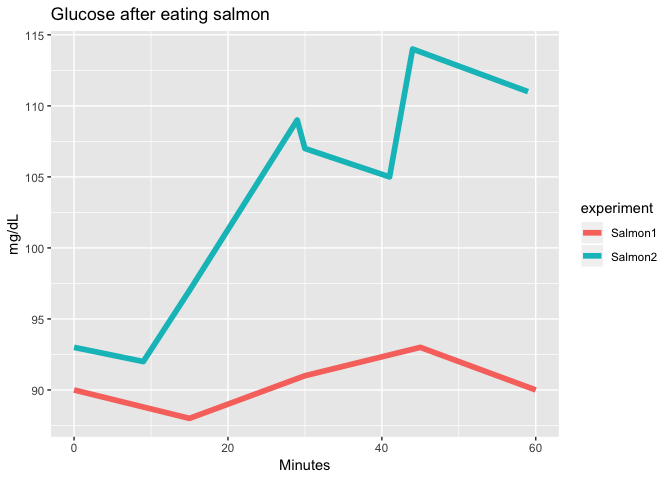 Glucose after eating salmon
115
110
105
100
95
90
mg/dL
0 20 40 60
Minutes
experiment
Salmon1
Salmon2